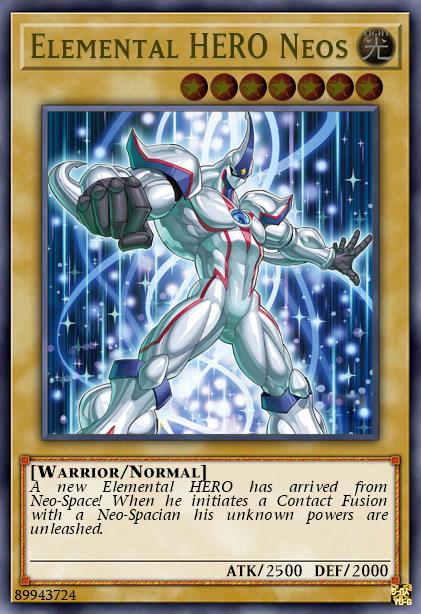 Elemental HERO Neos
LIGHT
光
[Warrior/Normal]
A new Elemental HERO has arrived from
Neo-Space! When he initiates a Contact Fusion
with a Neo-Spacian his unknown powers are
unleashed.
ATK/2500 DEF/2000
89943724